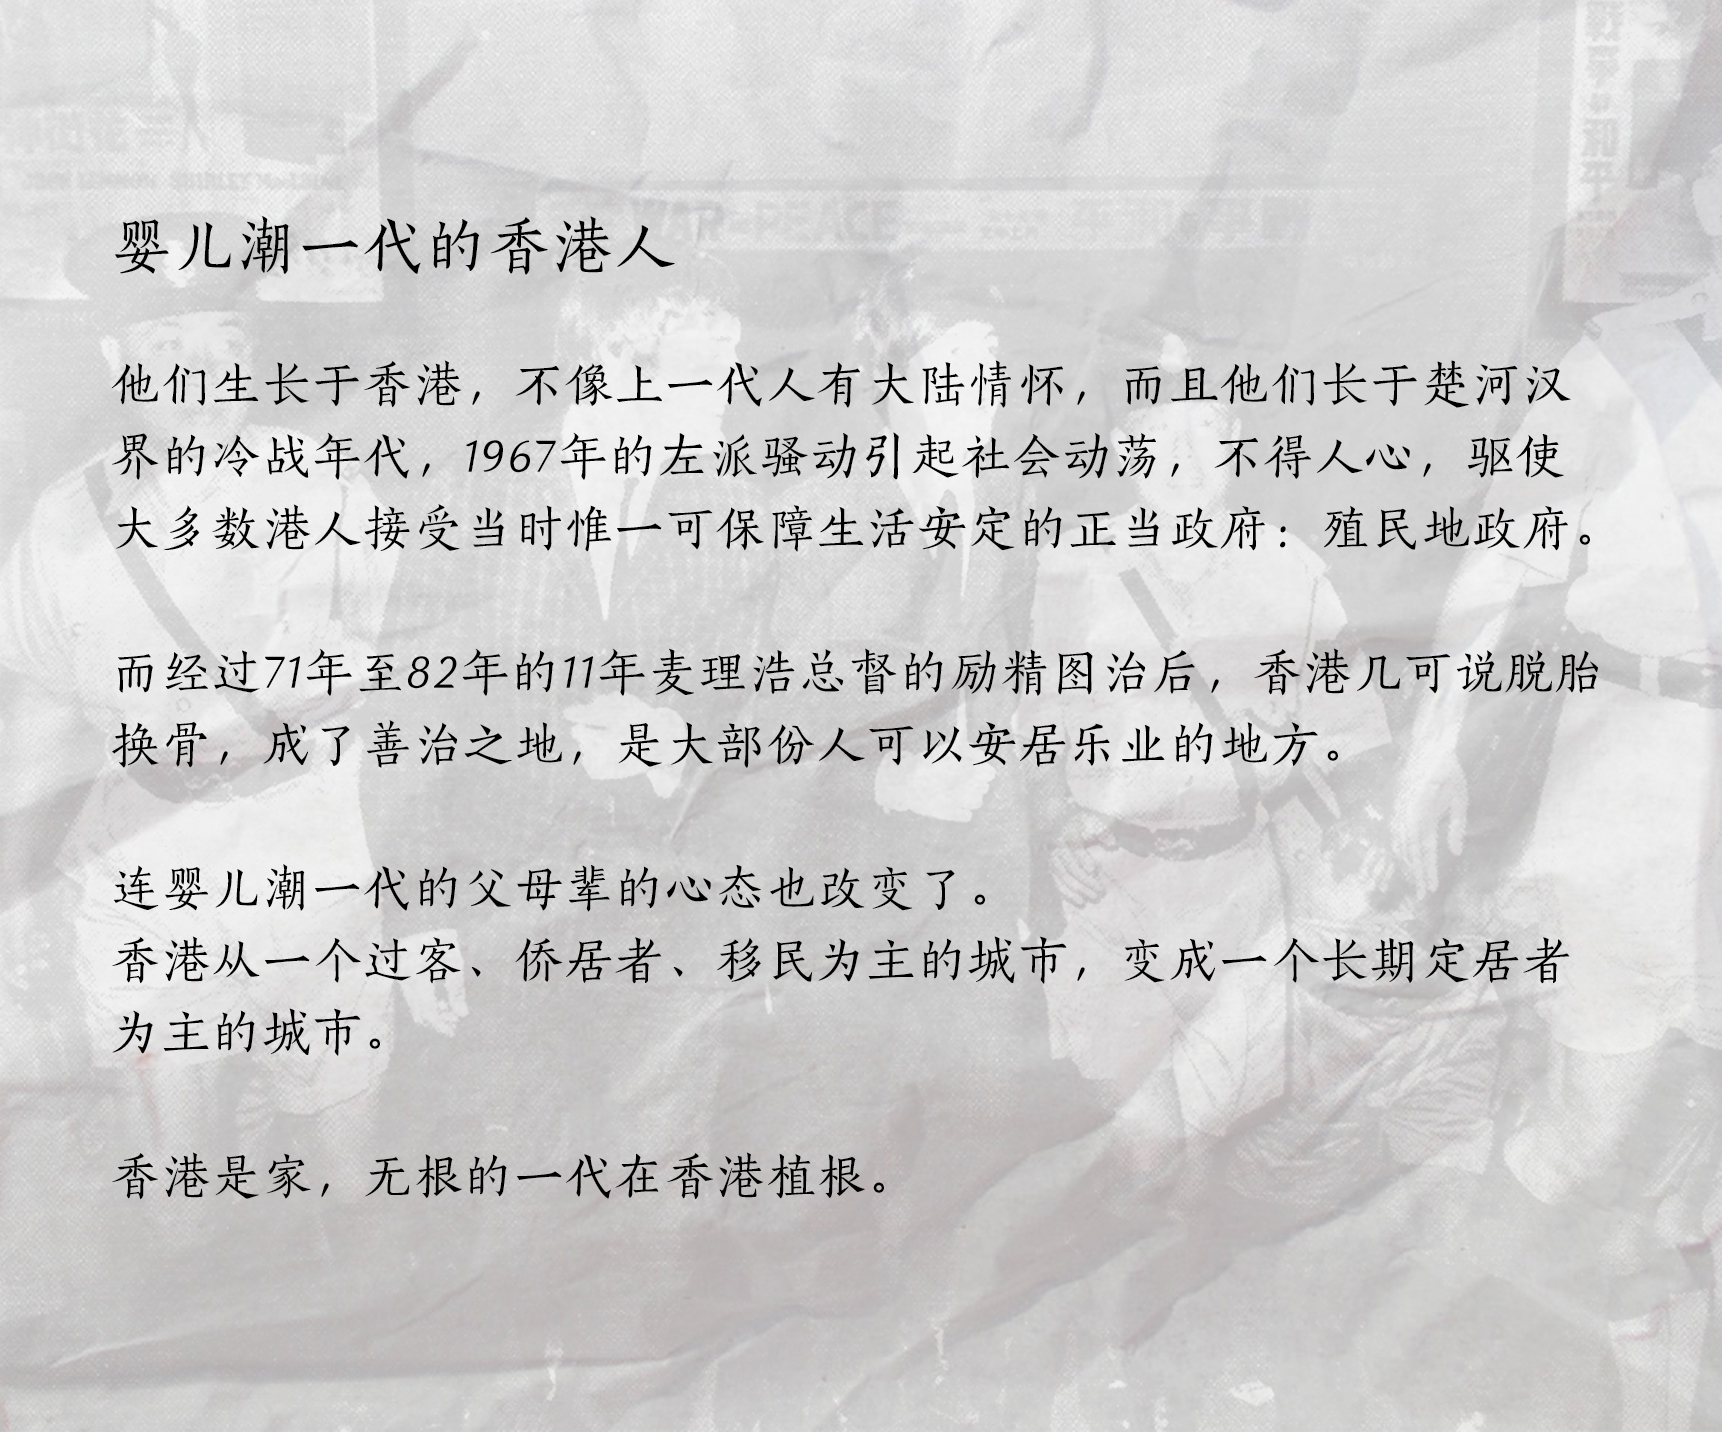 婴儿潮一代的香港人
他们生长于香港，不像上一代人有大陆情怀，而且他们长于楚河汉
界的冷战年代，1967年的左派骚动引起社会动荡，不得人心，驱使
大多数港人接受当时惟一可保障生活安定的正当政府：殖民地政府。
而经过71年至82年的11年麦理浩总督的励精图治后，香港几可说脱胎
换骨，成了善治之地，是大部份人可以安居乐业的地方。
连婴儿潮一代的父母辈的心态也改变了。
香港从一个过客、侨居者、移民为主的城市，变成一个长期定居者
为主的城市。
香港是家，无根的一代在香港植根。